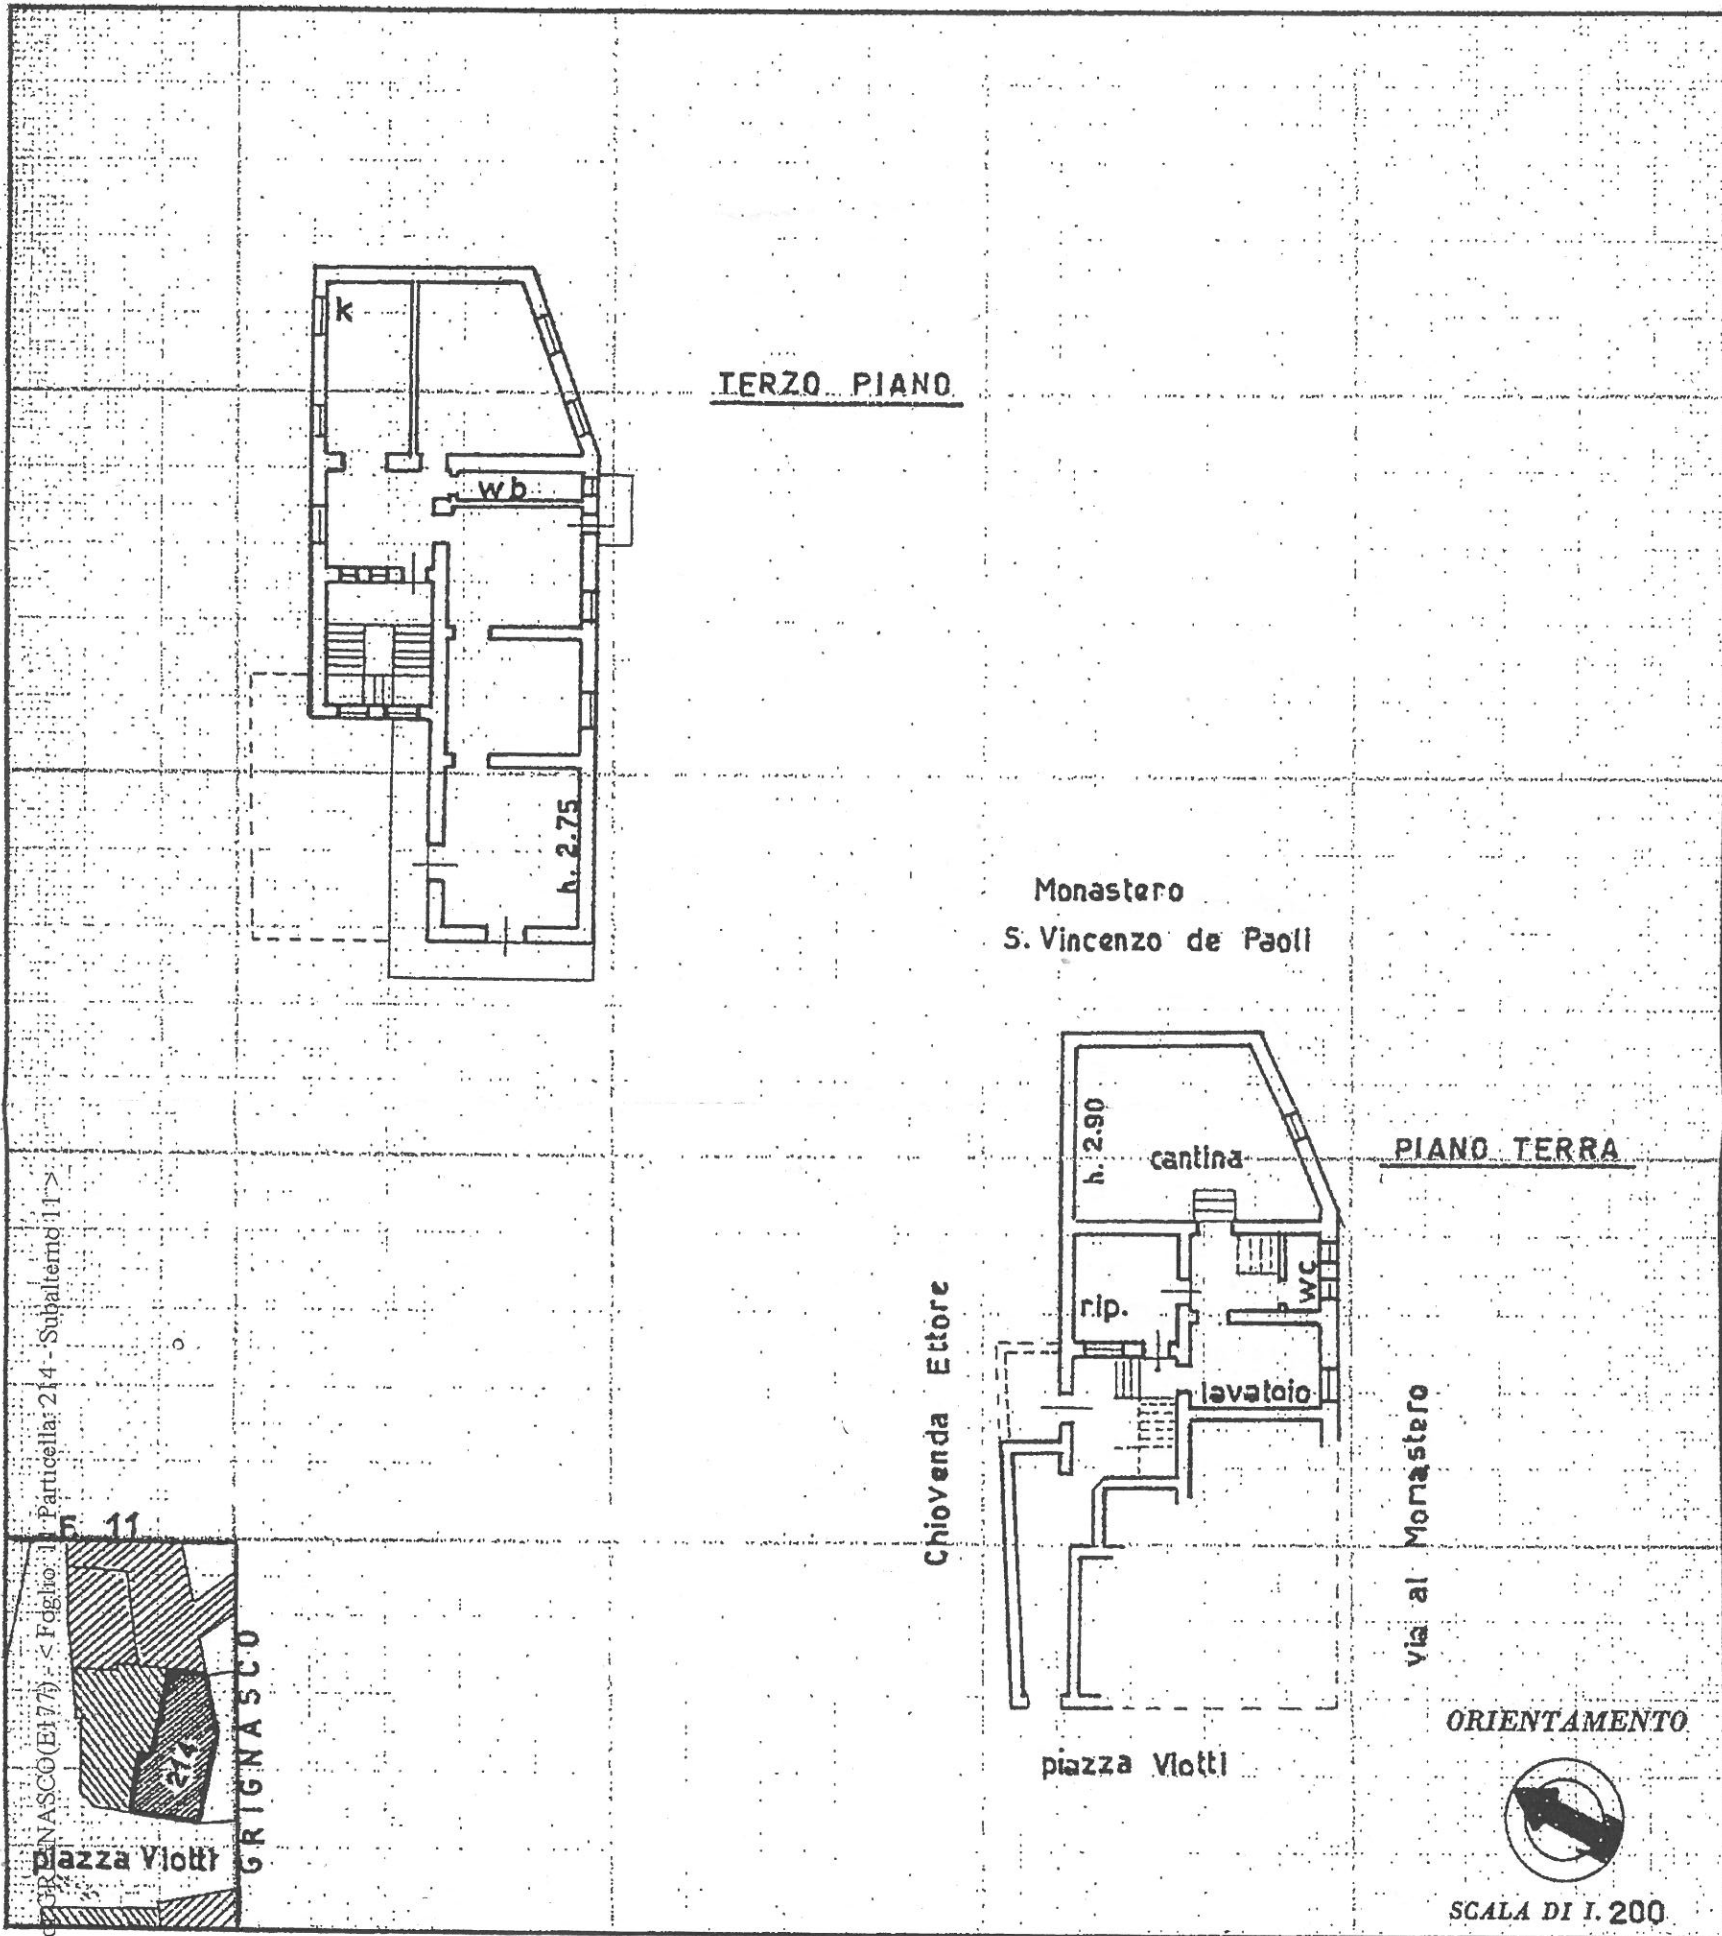 k
TERZO PIANO
wb
h. 2.75
Monastero
S. Vincenzo de Paoli
h. 2.90
cantina
PIANO TERRA
rip.
wc
lavatoio
Chiovenda Ettore
via al Monastero
piazza Viotti
GRIGNASCO(E177) - < Foglio: 11 Particella: 214 - Subalterno 11 >
F. 11
214
GRIGNASCO
piazza Viotti
ORIENTAMENTO
SCALA DI 1. 200